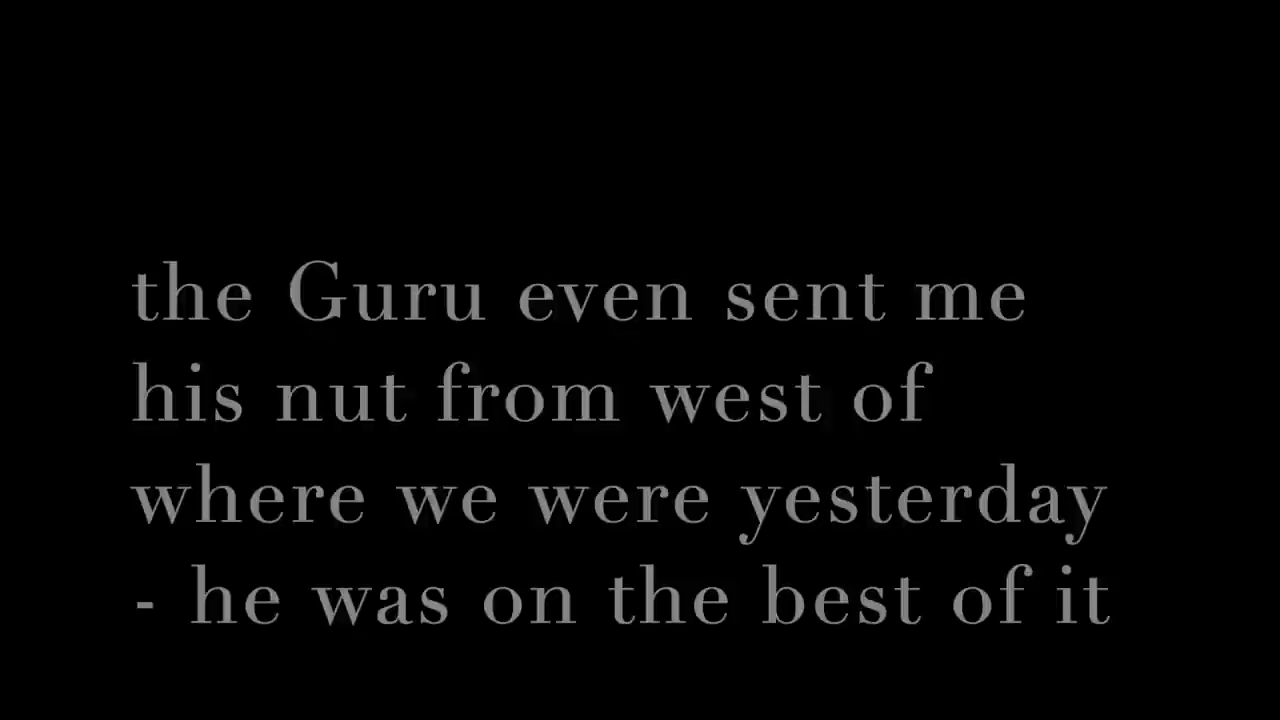 the Guru even sent me
his nut from west of
where we were yesterday
- he was on the best of it